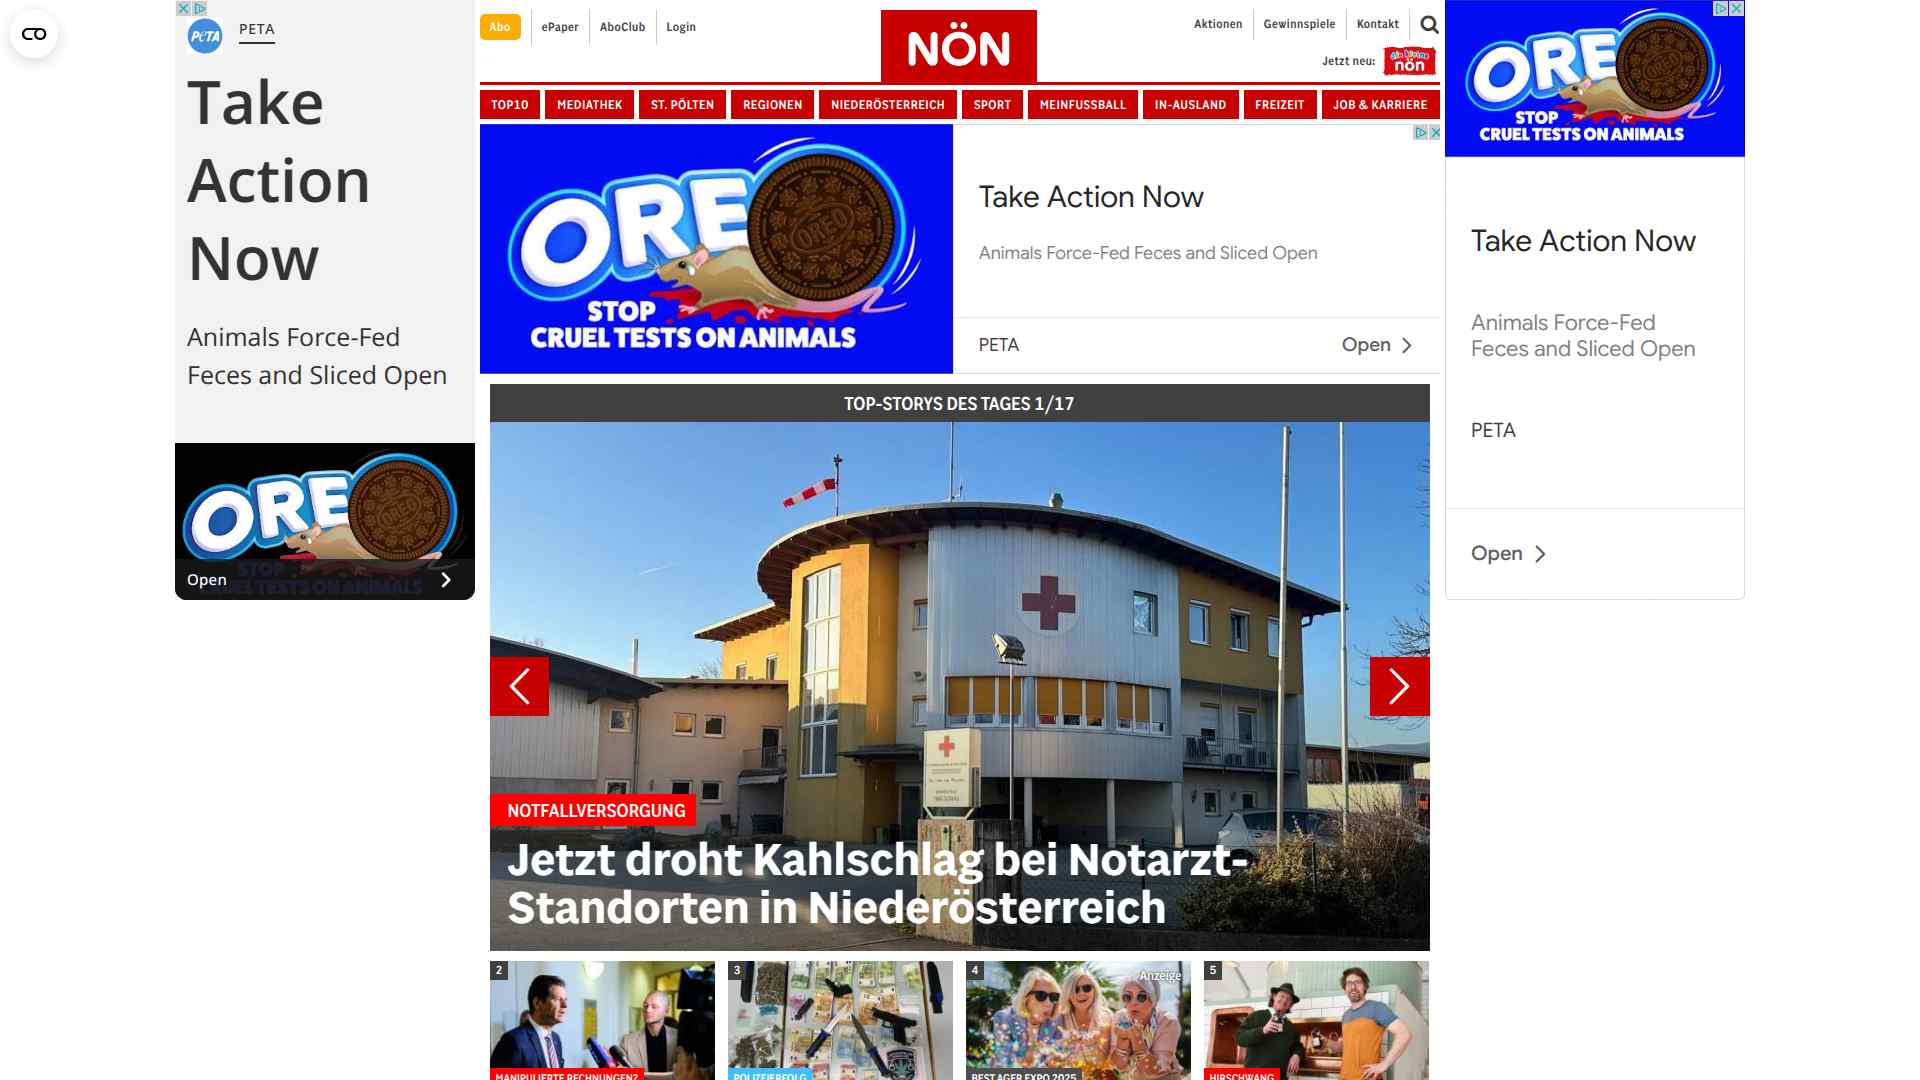 PETA
PETA
Take
Action
Now
Animals Force-Fed
Feces and Sliced Open
OREO
OREO
STOP
CRUEL TESTS ON ANIMALS
Open
Abo
ePaper
AboClub
Login
NÖN
Aktionen
Gewinnspiele
Kontakt
Jetzt neu:
die kleine
nön
TOP10
MEDIATHEK
ST. PÖLTEN
REGIONEN
NIEDERÖSTERREICH
SPORT
MEINFUSSBALL
IN-AUSLAND
FREIZEIT
JOB & KARRIERE
OREO
OREO
STOP
CRUEL TESTS ON ANIMALS
Take Action Now
Animals Force-Fed Feces and Sliced Open
PETA
Open
TOP-STORYS DES TAGES 1/17
NOTFALLVERSORGUNG
Jetzt droht Kahlschlag bei Notarzt-
Standorten in Niederösterreich
2
MANIPULIERTE RECHNUNGEN?
3
POLIZEIERFOLG
4
Anzeige
BEST AGER EXPO 2025
5
HIRSCHWANG
OREO
OREO
STOP
CRUEL TESTS ON ANIMALS
Take Action Now
Animals Force-Fed
Feces and Sliced Open
PETA
Open